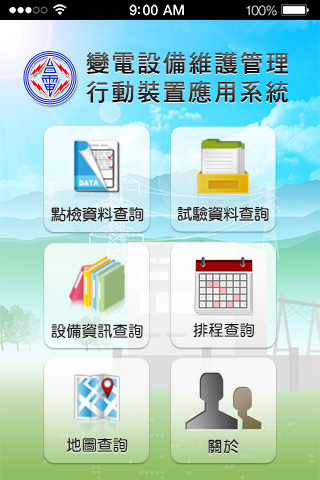 9:00 AM
100%
台電
變電設備維護管理
行動裝置應用系統
DATA
點檢資料查詢
試驗資料查詢
設備資訊查詢
排程查詢
地圖查詢
關於